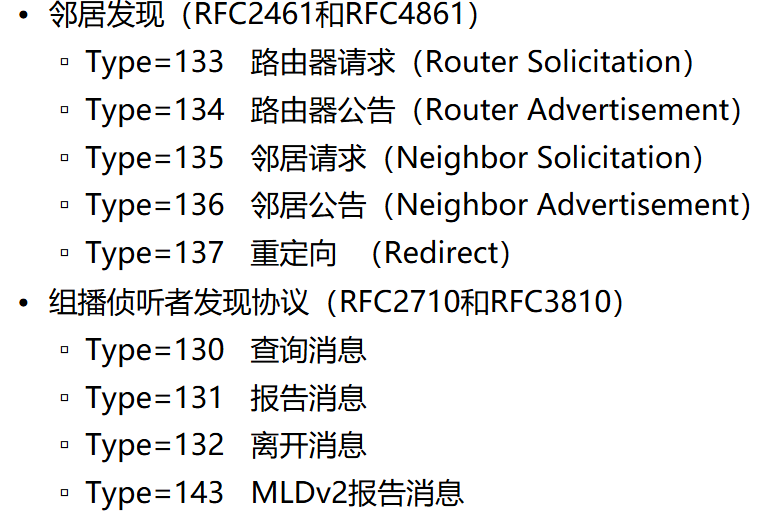 • 邻居发现（RFC2461和RFC4861）
▫ Type=133 路由器请求（Router Solicitation）
▫ Type=134 路由器公告（Router Advertisement）
▫ Type=135 邻居请求（Neighbor Solicitation）
▫ Type=136 邻居公告（Neighbor Advertisement）
▫ Type=137 重定向 （Redirect）
• 组播侦听者发现协议（RFC2710和RFC3810）
▫ Type=130 查询消息
▫ Type=131 报告消息
▫ Type=132 离开消息
▫ Type=143 MLDv2报告消息